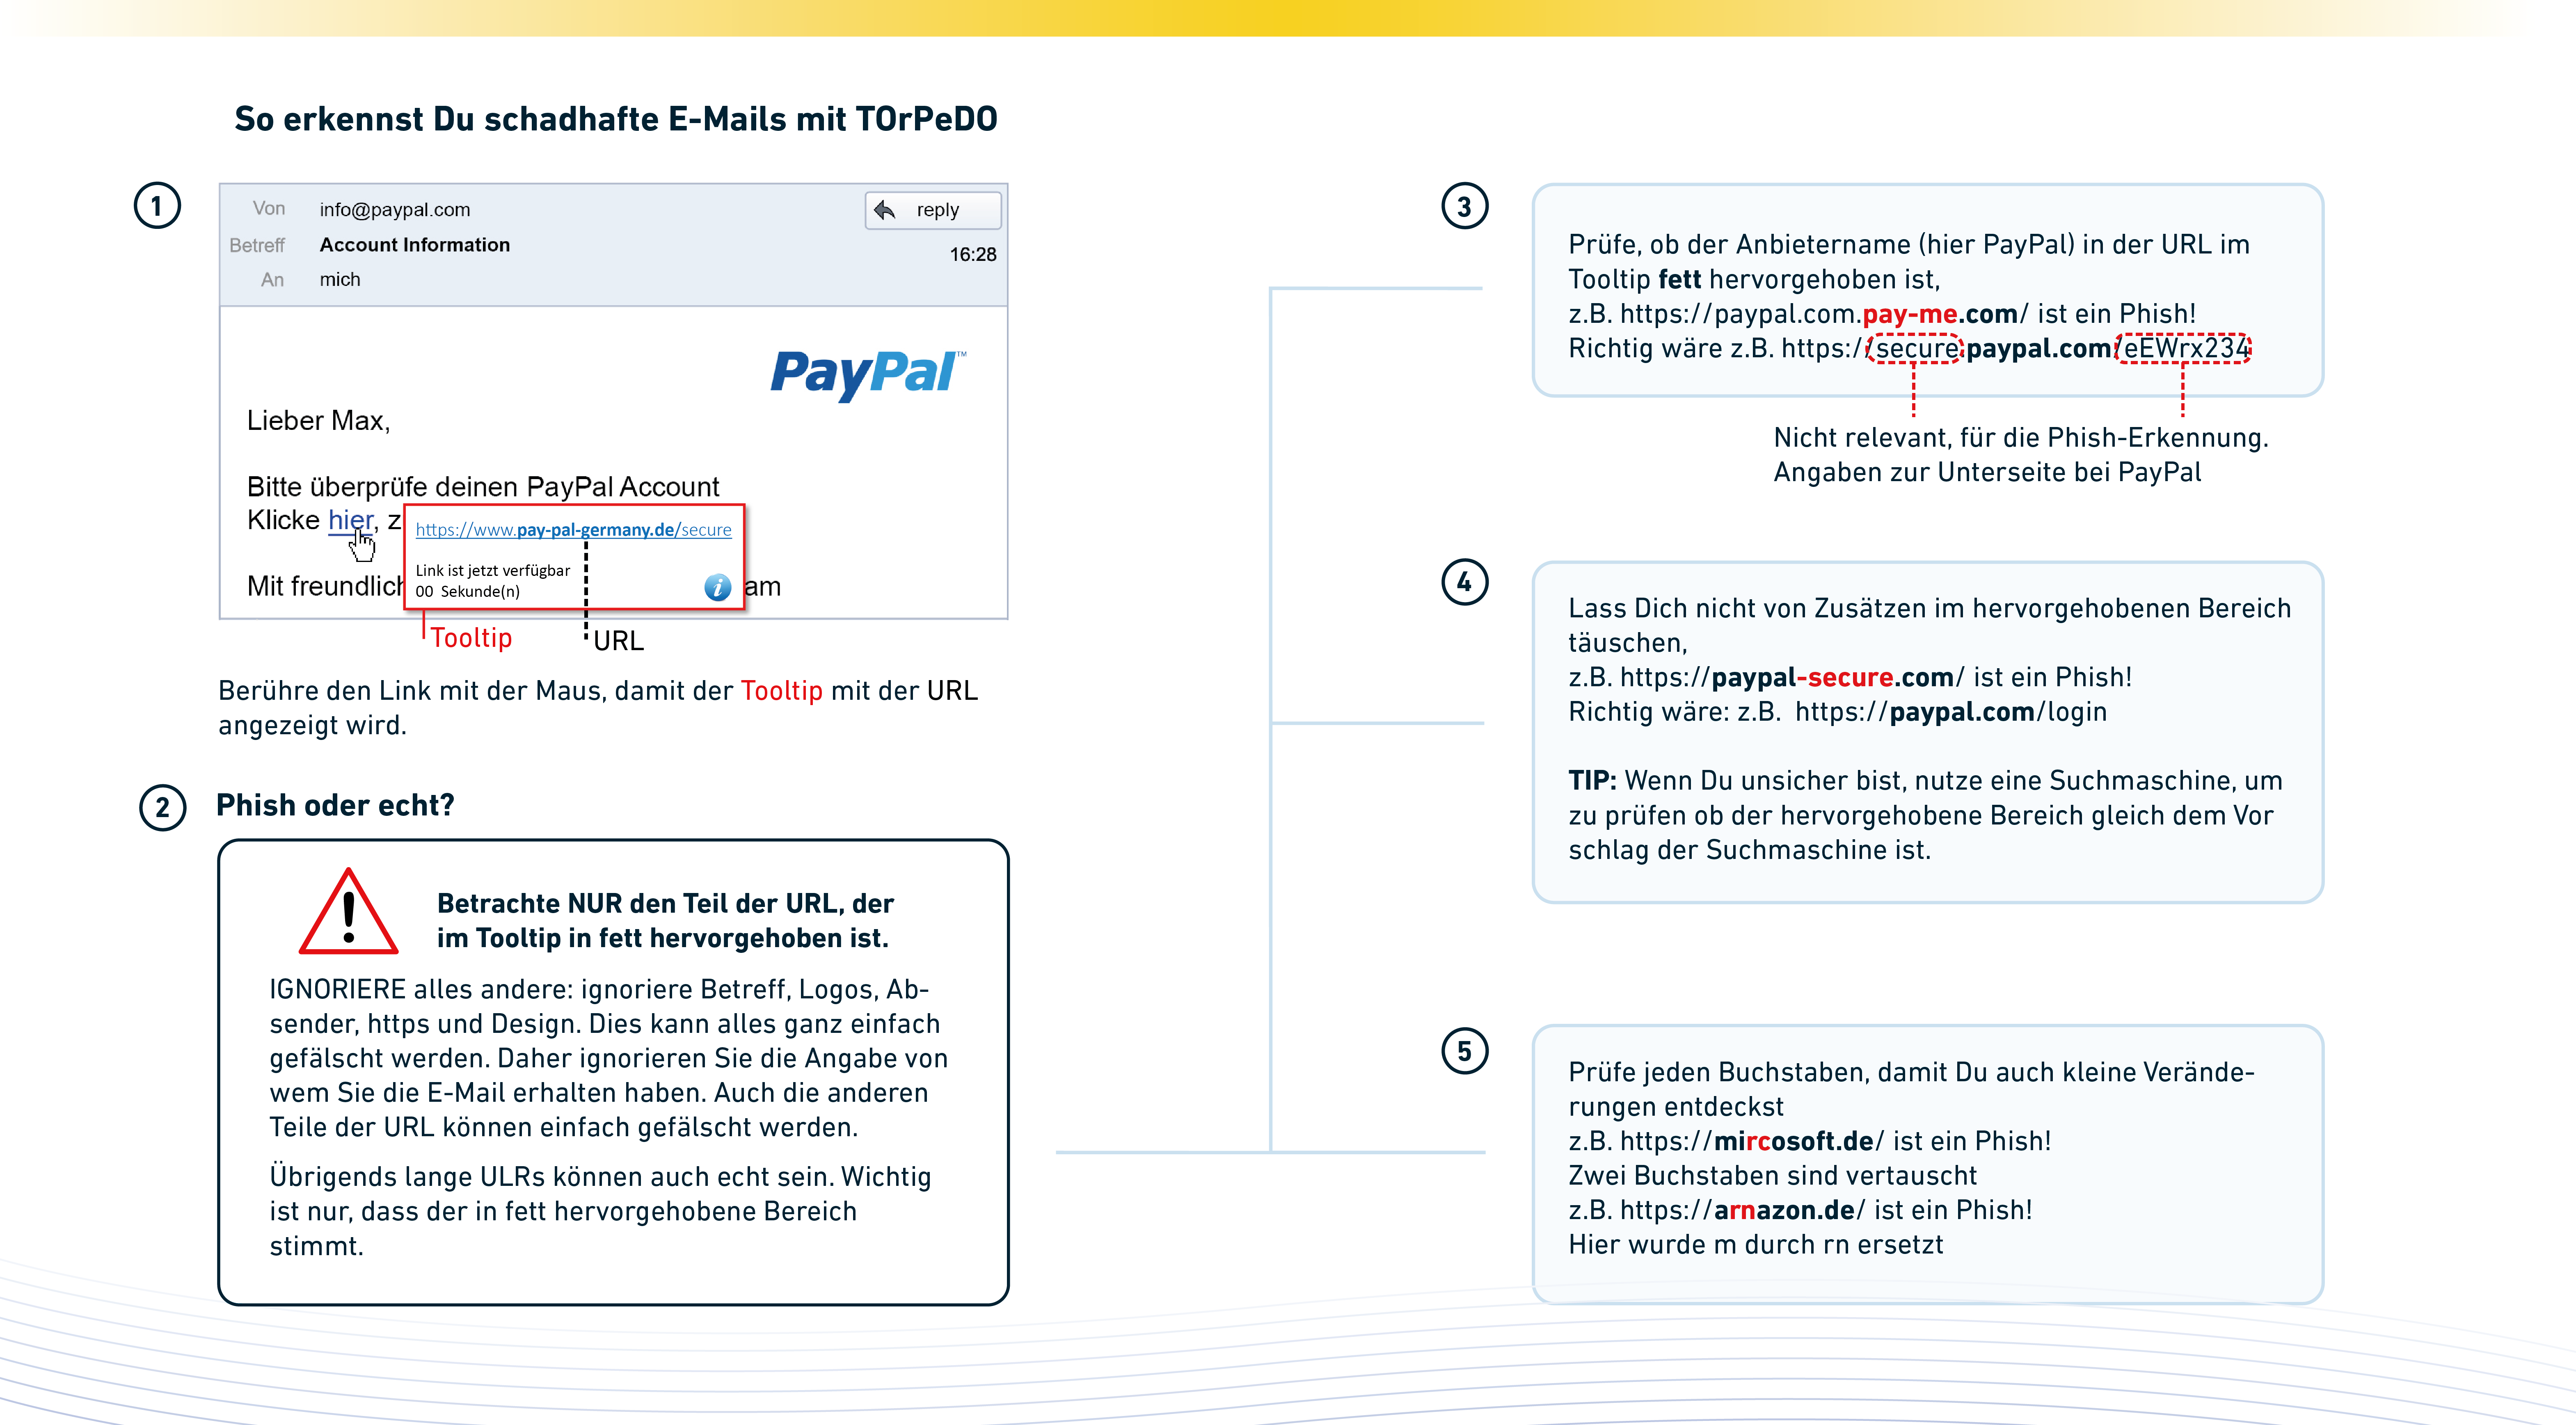 So erkennst Du schadhafte E-Mails mit TOrPeDO
1
Von info@paypal.com
reply
Betreff Account Information
16:28
An mich
PayPal™
Lieber Max,
Bitte überprüfe deinen PayPal Account
Klicke hier, z
https://www.pay-pal-germany.de/secure
Link ist jetzt verfügbar
00 Sekunde(n)
i
Mit freundlich am
Tooltip
URL
Berühre den Link mit der Maus, damit der Tooltip mit der URL
angezeigt wird.
2
Phish oder echt?
!
Betrachte NUR den Teil der URL, der
im Tooltip in fett hervorgehoben ist.
IGNORIERE alles andere: ignoriere Betreff, Logos, Ab-
sender, https und Design. Dies kann alles ganz einfach
gefälscht werden. Daher ignorieren Sie die Angabe von
wem Sie die E-Mail erhalten haben. Auch die anderen
Teile der URL können einfach gefälscht werden.
Übrigends lange ULRs können auch echt sein. Wichtig
ist nur, dass der in fett hervorgehobene Bereich
stimmt.
3
Prüfe, ob der Anbietername (hier PayPal) in der URL im
Tooltip fett hervorgehoben ist,
z.B. https://paypal.com.pay-me.com/ ist ein Phish!
Richtig wäre z.B. https://secure.paypal.com/eEWrx234
Nicht relevant, für die Phish-Erkennung.
Angaben zur Unterseite bei PayPal
4
Lass Dich nicht von Zusätzen im hervorgehobenen Bereich
täuschen,
z.B. https://paypal-secure.com/ ist ein Phish!
Richtig wäre: z.B. https://paypal.com/login
TIP: Wenn Du unsicher bist, nutze eine Suchmaschine, um
zu prüfen ob der hervorgehobene Bereich gleich dem Vor
schlag der Suchmaschine ist.
5
Prüfe jeden Buchstaben, damit Du auch kleine Verände-
rungen entdeckst
z.B. https://mircosoft.de/ ist ein Phish!
Zwei Buchstaben sind vertauscht
z.B. https://arnazon.de/ ist ein Phish!
Hier wurde m durch rn ersetzt